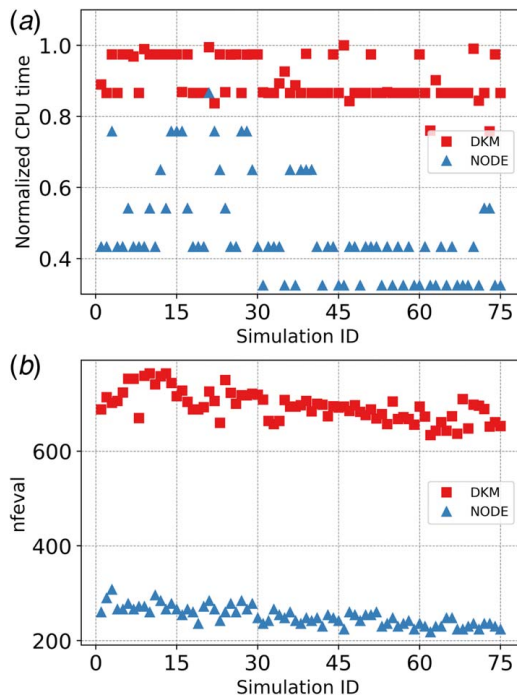 (a)
Normalized CPU time
1.0
0.8
0.6
0.4
DKM
NODE
0 15 30 45 60 75
Simulation ID
(b)
nfeval
600
400
200
DKM
NODE
0 15 30 45 60 75
Simulation ID